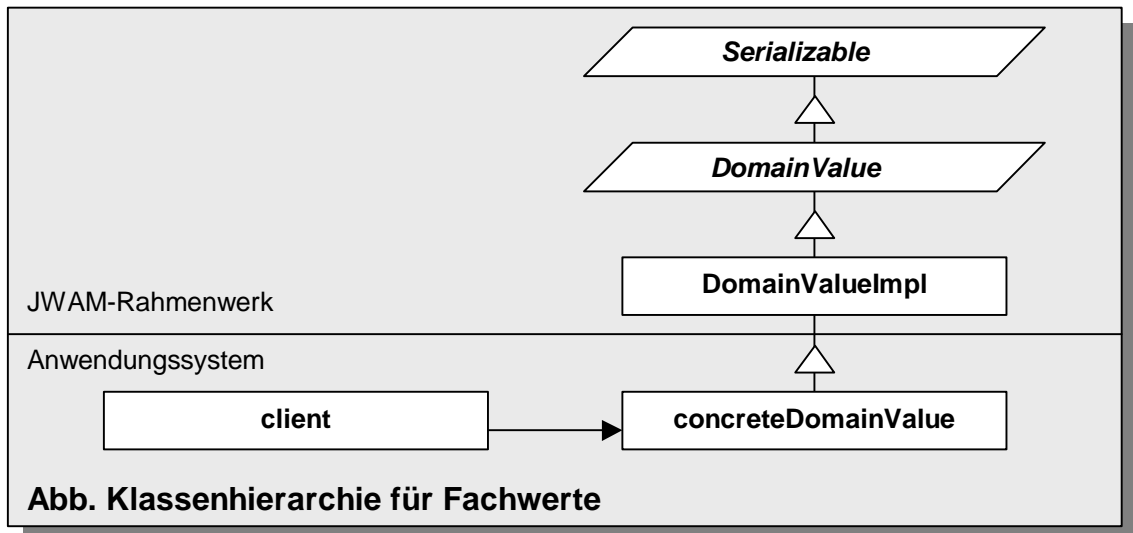 Serializable
DomainValue
DomainValueImpl
JWAM-Rahmenwerk
Anwendungssystem
client
concreteDomainValue
Abb. Klassenhierarchie für Fachwerte